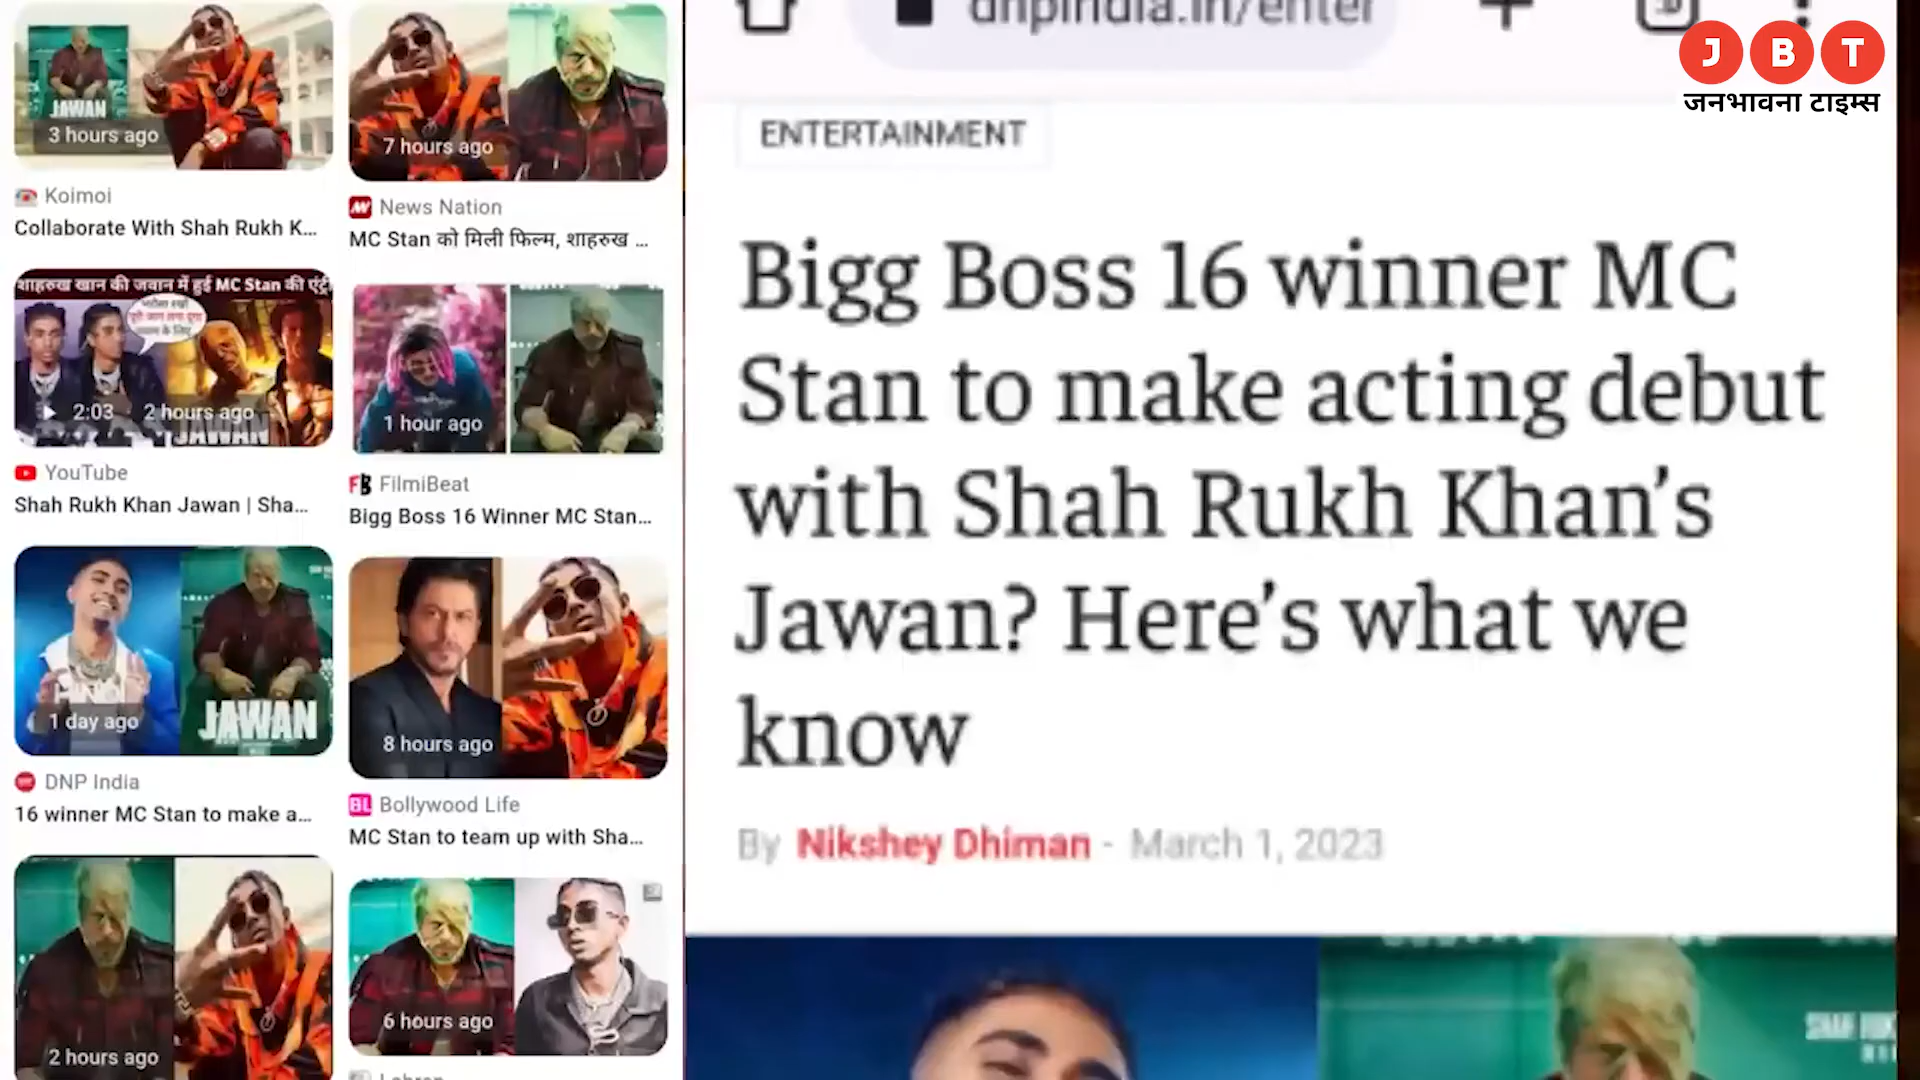 JAWAN
3 hours ago
Koimoi
Collaborate With Shah Rukh K...
शाहरुख खान की जवान में हुई MC Stan की एंट्री
2:03
2 hours ago
JAWAN
YouTube
Shah Rukh Khan Jawan | Sha...
1 day ago
JAWAN
DNP India
16 winner MC Stan to make a...
2 hours ago
7 hours ago
News Nation
MC Stan को मिली फिल्म, शाहरुख ...
1 hour ago
FilmiBeat
Bigg Boss 16 Winner MC Stan...
8 hours ago
BL Bollywood Life
MC Stan to team up with Sha...
6 hours ago
dnpindia.in/enter
JBT
जनभावना टाइम्स
ENTERTAINMENT
Bigg Boss 16 winner MC
Stan to make acting debut
with Shah Rukh Khan’s
Jawan? Here’s what we
know
By Nikshey Dhiman - March 1, 2023